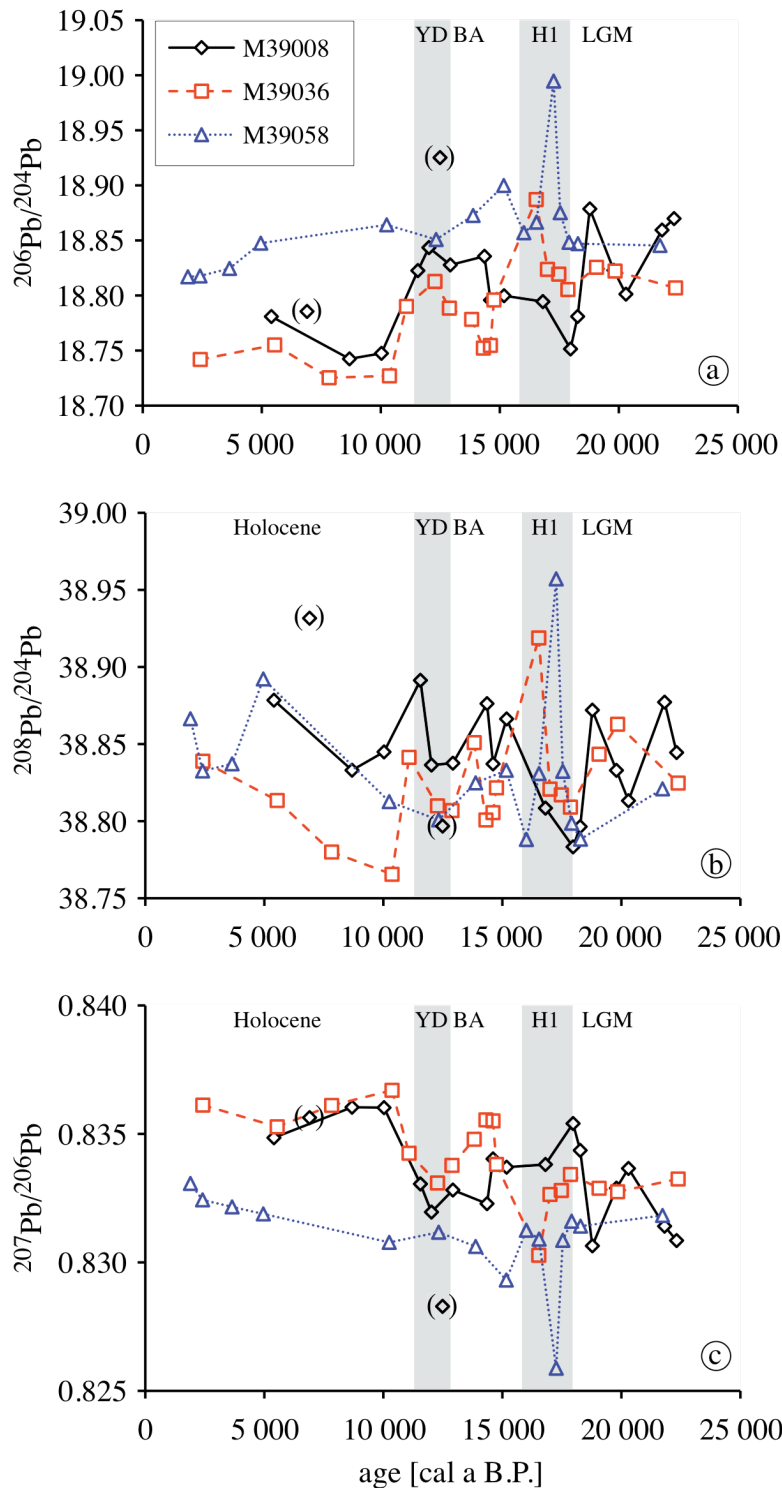 19.05
YD BA H1 LGM
M39008
19.00
M39036
18.95
M39058
(◇)
18.90
206Pb/204Pb
18.85
18.80
(◇)
18.75
a
18.70
0 5 000 10 000 15 000 20 000 25 000
39.00
Holocene YD BA H1 LGM
38.95
(◇)
38.90
208Pb/204Pb
38.85
38.80
(◇)
b
38.75
0 5 000 10 000 15 000 20 000 25 000
0.840
Holocene YD BA H1 LGM
(◇)
0.835
207Pb/206Pb
0.830
(◇)
c
0.825
0 5 000 10 000 15 000 20 000 25 000
age [cal a B.P.]